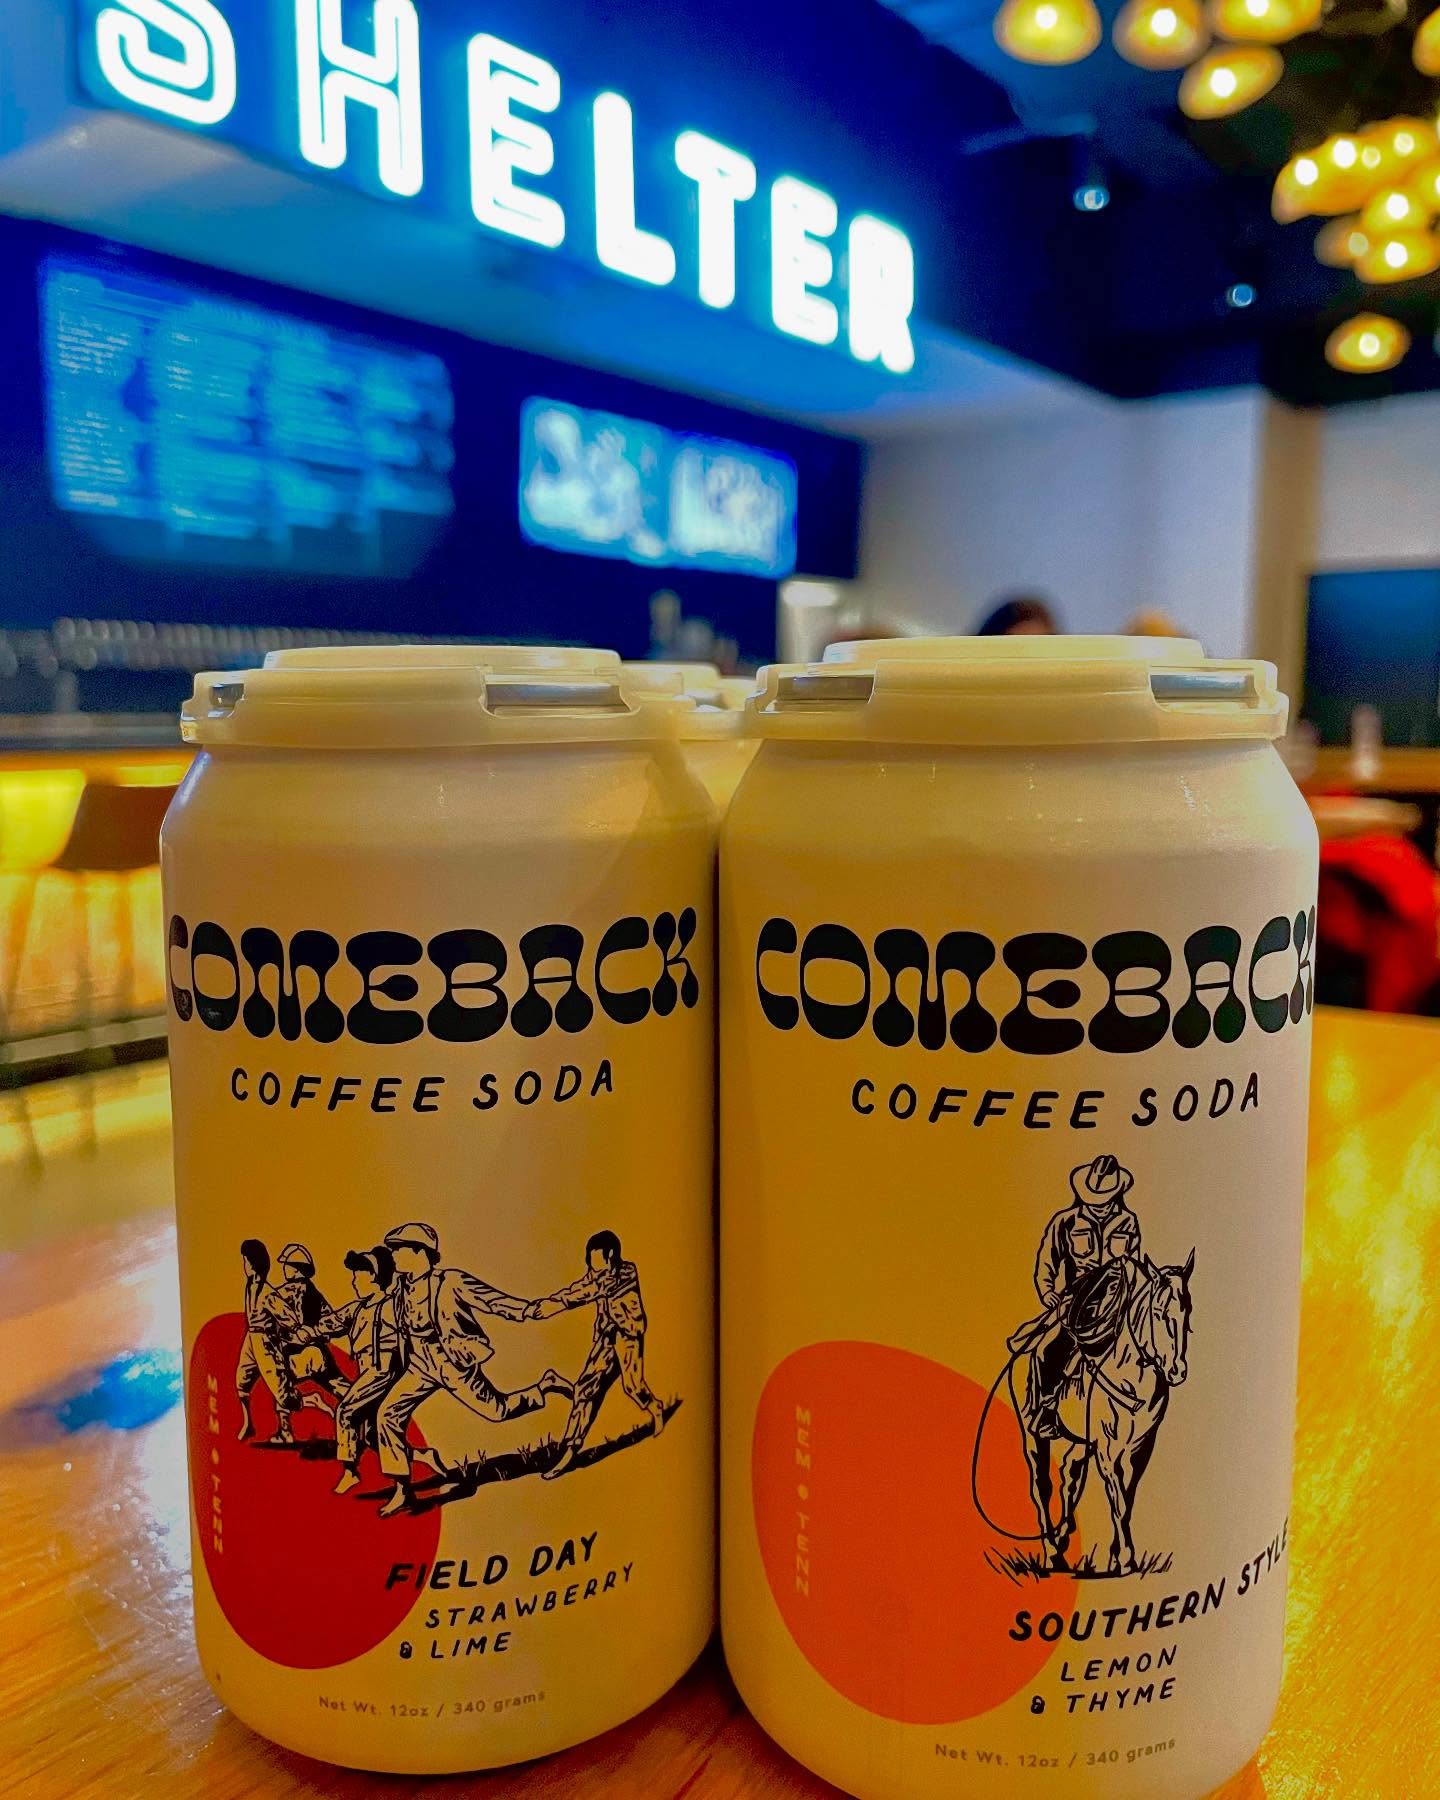 SHELTER
COMEBACK
COFFEE SODA
MEM • TENN
FIELD DAY
STRAWBERRY
& LIME
Net Wt. 12oz / 340 grams
COMEBACK
COFFEE SODA
MEM • TENN
SOUTHERN STYLE
LEMON
& THYME
Net Wt. 12oz / 340 grams